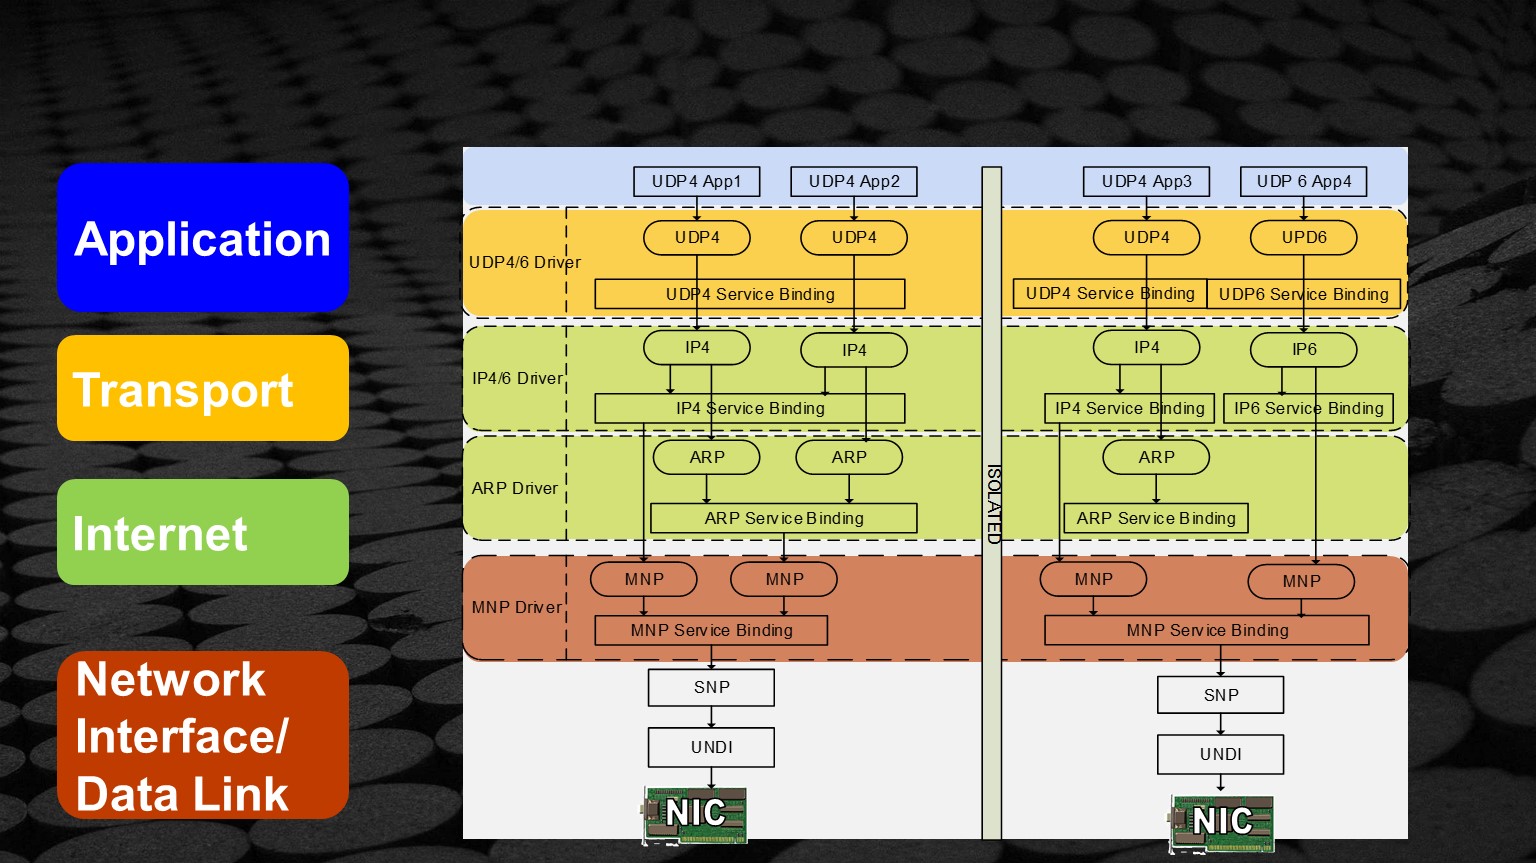 Application
Transport
Internet
Network
Interface/
Data Link
UDP4 App1
UDP4 App2
UDP4 App3
UDP 6 App4
UDP4/6 Driver
UDP4
UDP4
UDP4
UPD6
UDP4 Service Binding
UDP4 Service Binding
UDP6 Service Binding
IP4/6 Driver
IP4
IP4
IP4
IP6
IP4 Service Binding
IP4 Service Binding
IP6 Service Binding
ARP Driver
ARP
ARP
ARP
ARP Service Binding
ARP Service Binding
ISOLATED
MNP Driver
MNP
MNP
MNP
MNP
MNP Service Binding
MNP Service Binding
SNP
SNP
UNDI
UNDI
NIC
NIC